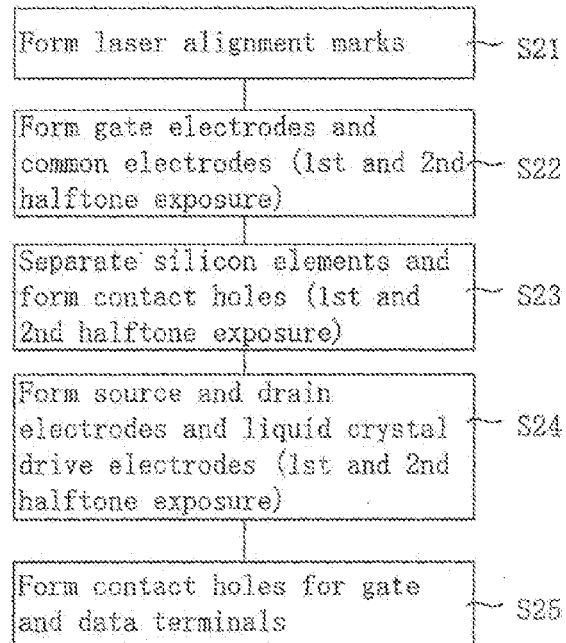 Form laser alignment marks
S21
Form gate electrodes and
common electrodes (1st and 2nd
halftone exposure)
S22
Separate silicon elements and
form contact holes (1st and
2nd halftone exposure)
S23
Form source and drain
electrodes and liquid crystal
drive electrodes (1st and 2nd
halftone exposure)
S24
Form contact holes for gate
and data terminals
S25